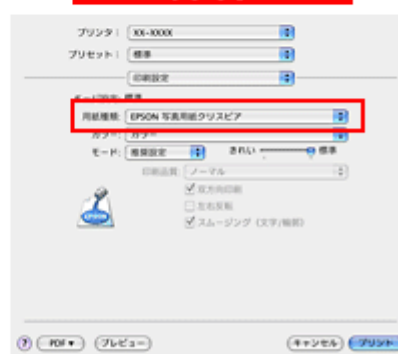 プリンタ： XX-XXXX
プリセット： 標準
印刷設定
用紙種類： EPSON 写真用紙クリスピア
カラー： カラー
モード： 推奨設定 きれい 標準
印刷品質： ノーマル
双方向印刷
左右反転
スムージング（文字/輪郭）
EPSON
? PDF▼ プレビュー キャンセル プリント